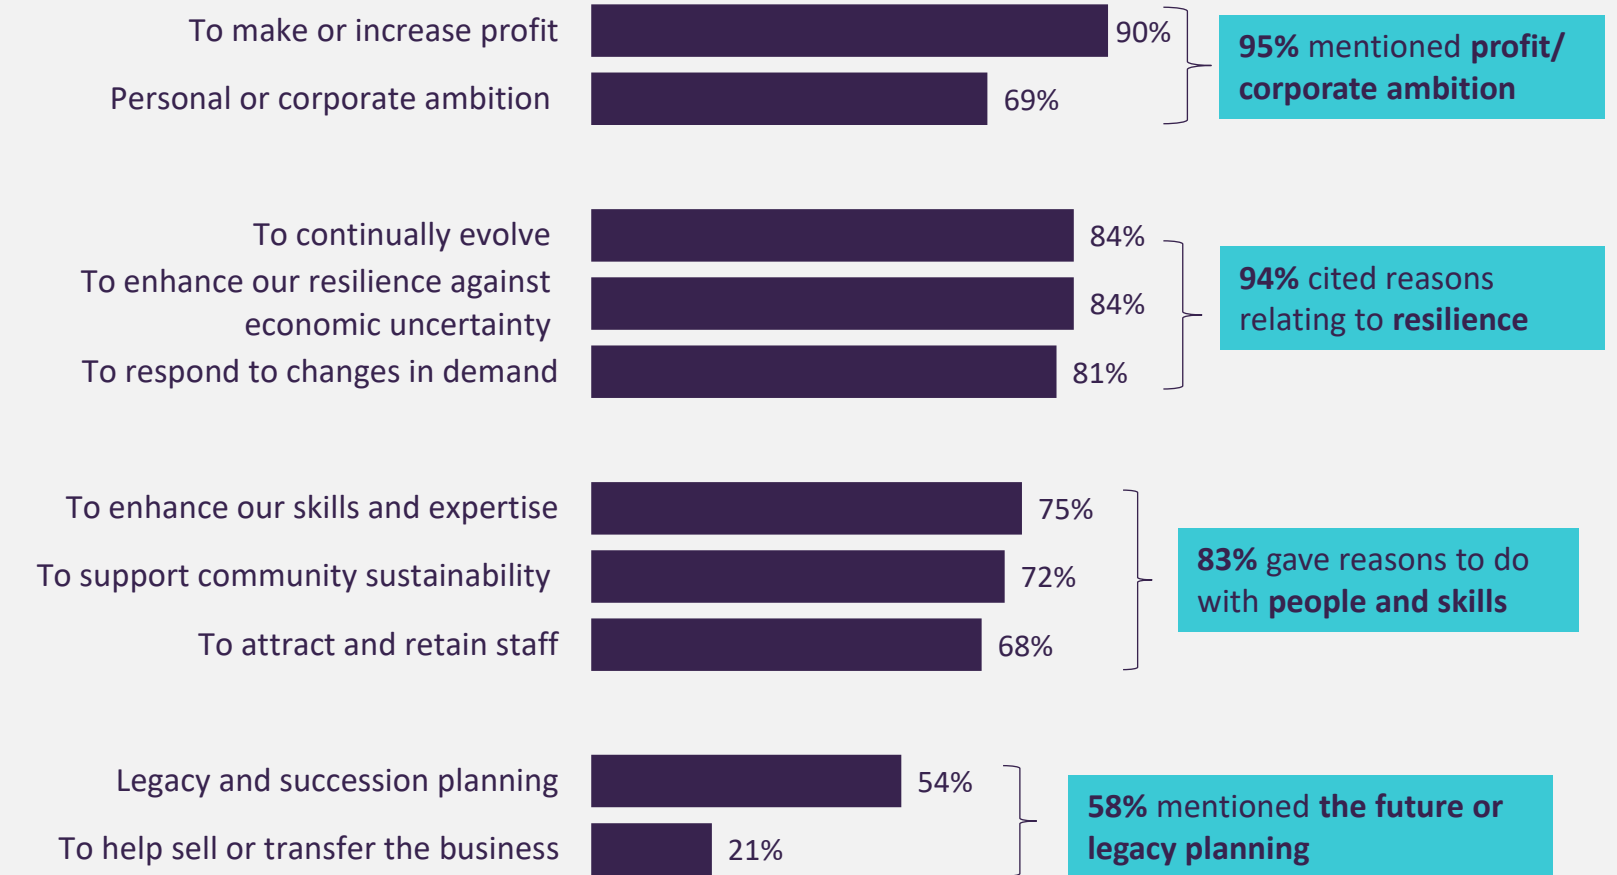 To make or increase profit
90%
95% mentioned profit/
corporate ambition
Personal or corporate ambition
69%
To continually evolve
84%
To enhance our resilience against
economic uncertainty
84%
94% cited reasons
relating to resilience
To respond to changes in demand
81%
To enhance our skills and expertise
75%
To support community sustainability
72%
83% gave reasons to do
with people and skills
To attract and retain staff
68%
Legacy and succession planning
54%
58% mentioned the future or
legacy planning
To help sell or transfer the business
21%